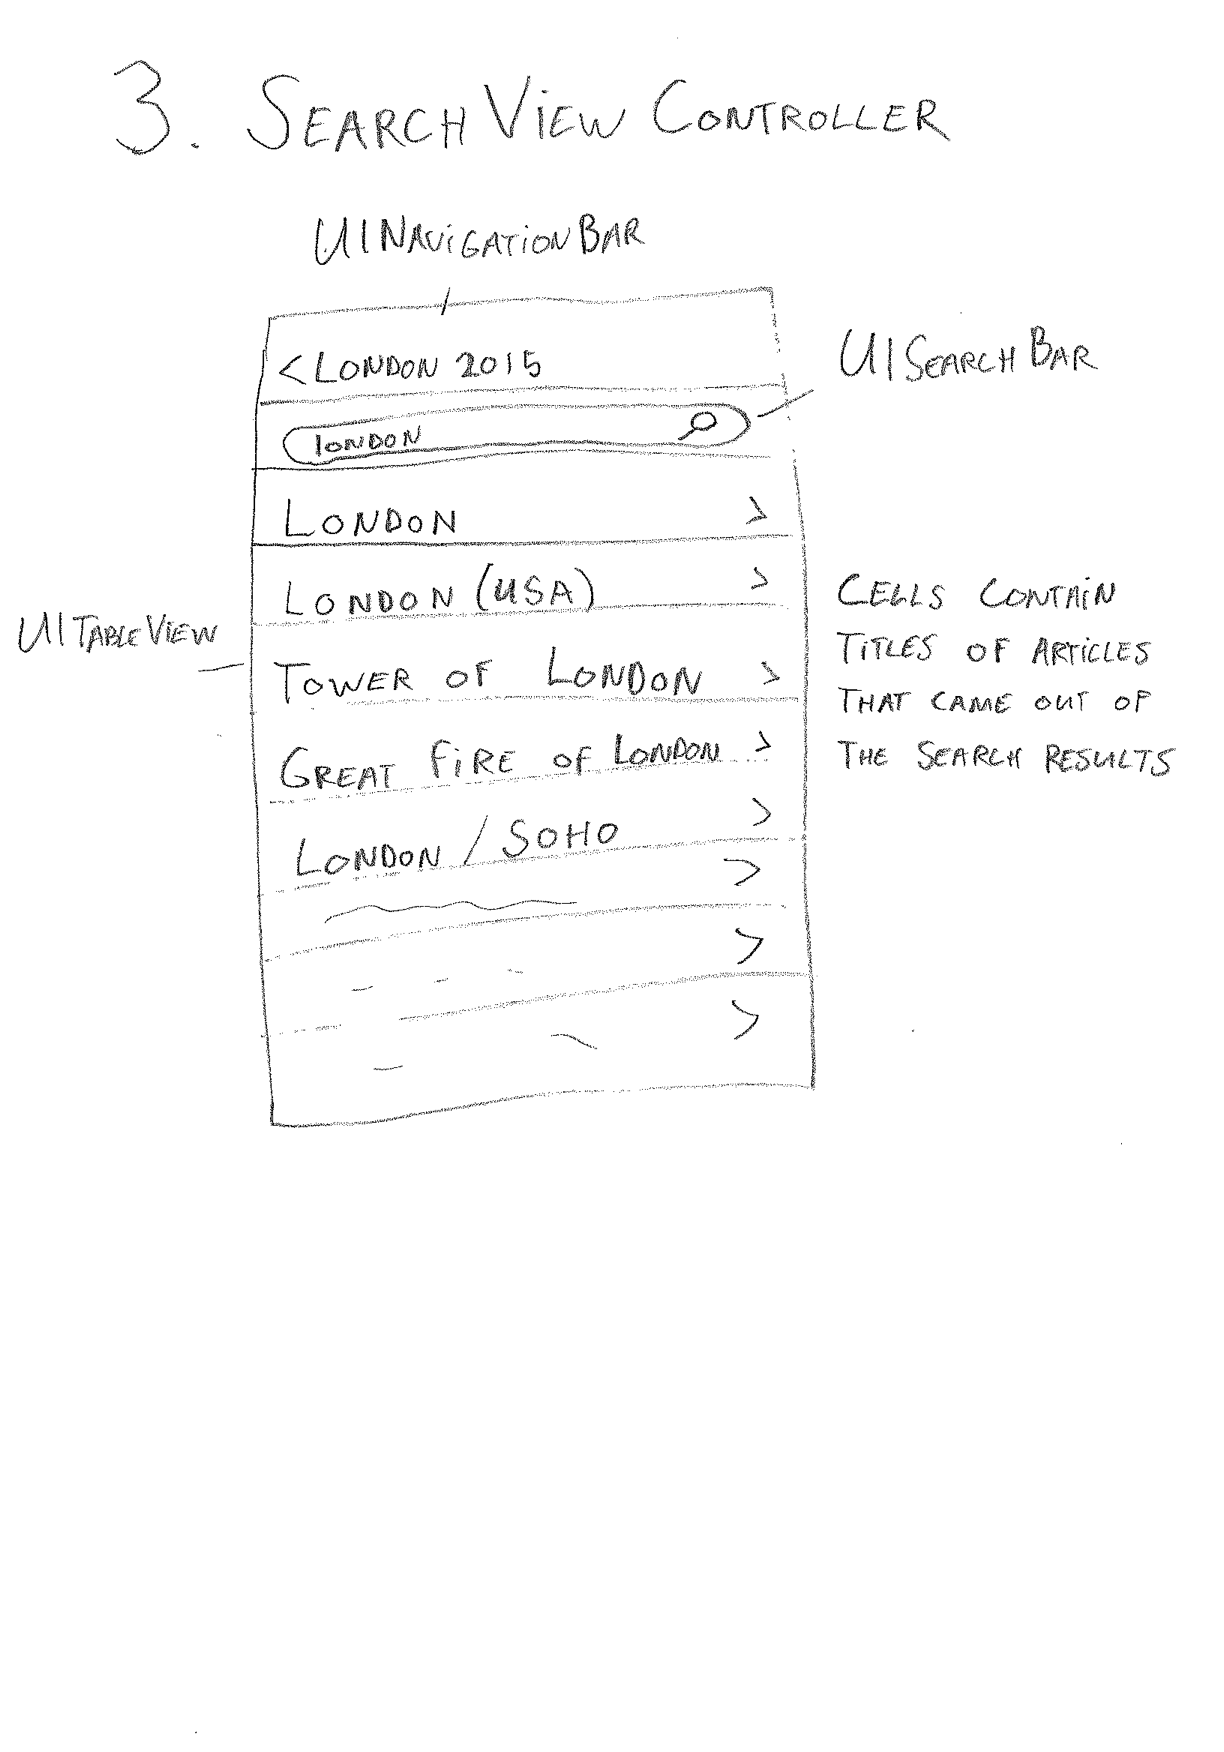 3. SEARCH VIEW CONTROLLER
UINAVIGATIONBAR
< LONDON 2015
UISEARCHBAR
LONDON
LONDON >
LONDON (USA) >
UITABLEVIEW
TOWER OF LONDON >
GREAT FIRE OF LONDON >
LONDON / SOHO >
>
>
>
CELLS CONTAIN
TITLES OF ARTICLES
THAT CAME OUT OF
THE SEARCH RESULTS